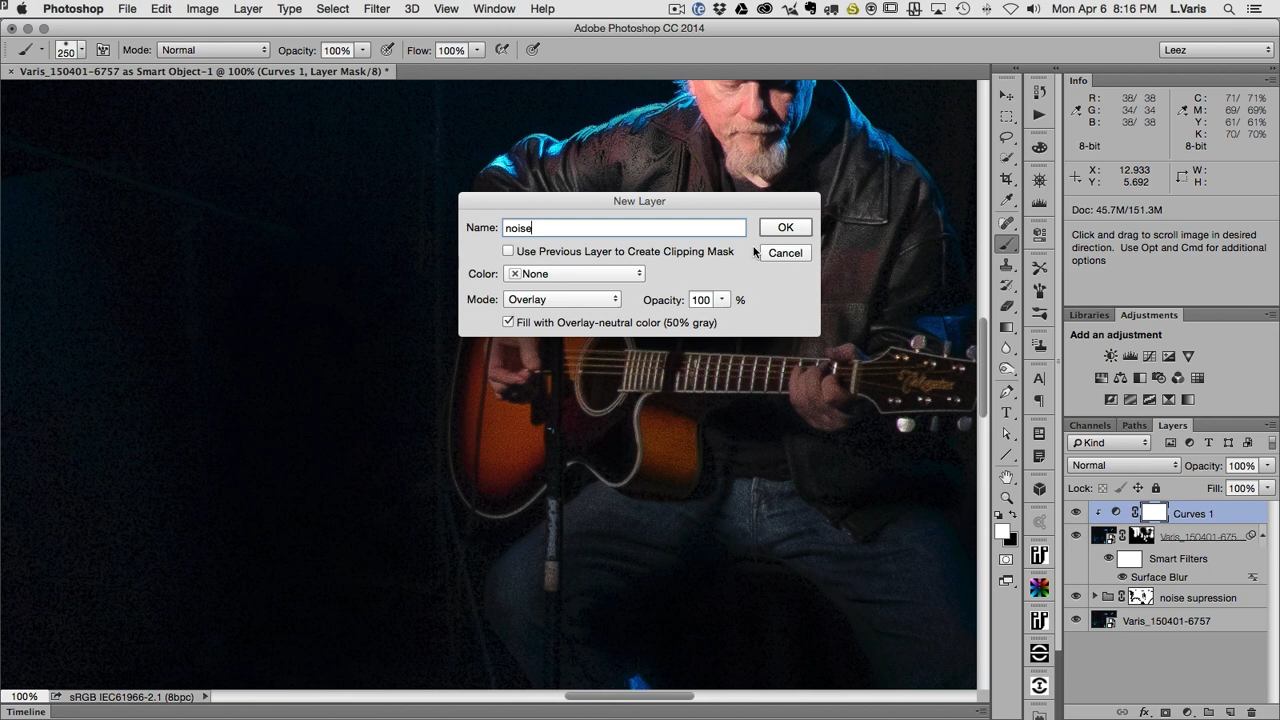 Photoshop File Edit Image Layer Type Select Filter 3D View Window Help Mon Apr 6 8:16 PM L.Varis
Adobe Photoshop CC 2014
250 Mode: Normal Opacity: 100% Flow: 100% Leez
× Varis_150401-6757 as Smart Object-1 @ 100% (Curves 1, Layer Mask/8) *
Info
R: 38/ 38 C: 71/ 71%
G: 34/ 34 M: 69/ 69%
B: 38/ 38 Y: 61/ 61%
K: 70/ 70%
8-bit 8-bit
X: 12.933 W:
Y: 5.692 H:
Doc: 45.7M/151.3M
Click and drag to scroll image in desired
direction. Use Opt and Cmd for additional
options
New Layer
Name: noise OK
Use Previous Layer to Create Clipping Mask Cancel
Color: None
Mode: Overlay Opacity: 100 %
Fill with Overlay-neutral color (50% gray)
Libraries Adjustments
Add an adjustment
Channels Paths Layers
Kind
Normal Opacity: 100%
Lock: Fill: 100%
Curves 1
Varis_150401-675...
Smart Filters
Surface Blur
noise supression
Varis_150401-6757
100% sRGB IEC61966-2.1 (8bpc)
Timeline